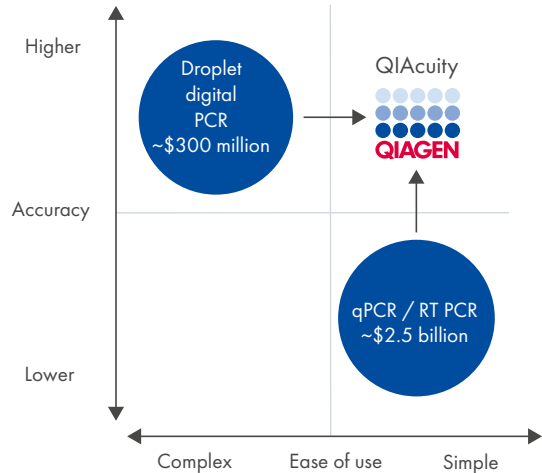 Higher
Droplet
digital
PCR
~$300 million
QIAcuity
QIAGEN
Accuracy
qPCR / RT PCR
~$2.5 billion
Lower
Complex
Ease of use
Simple